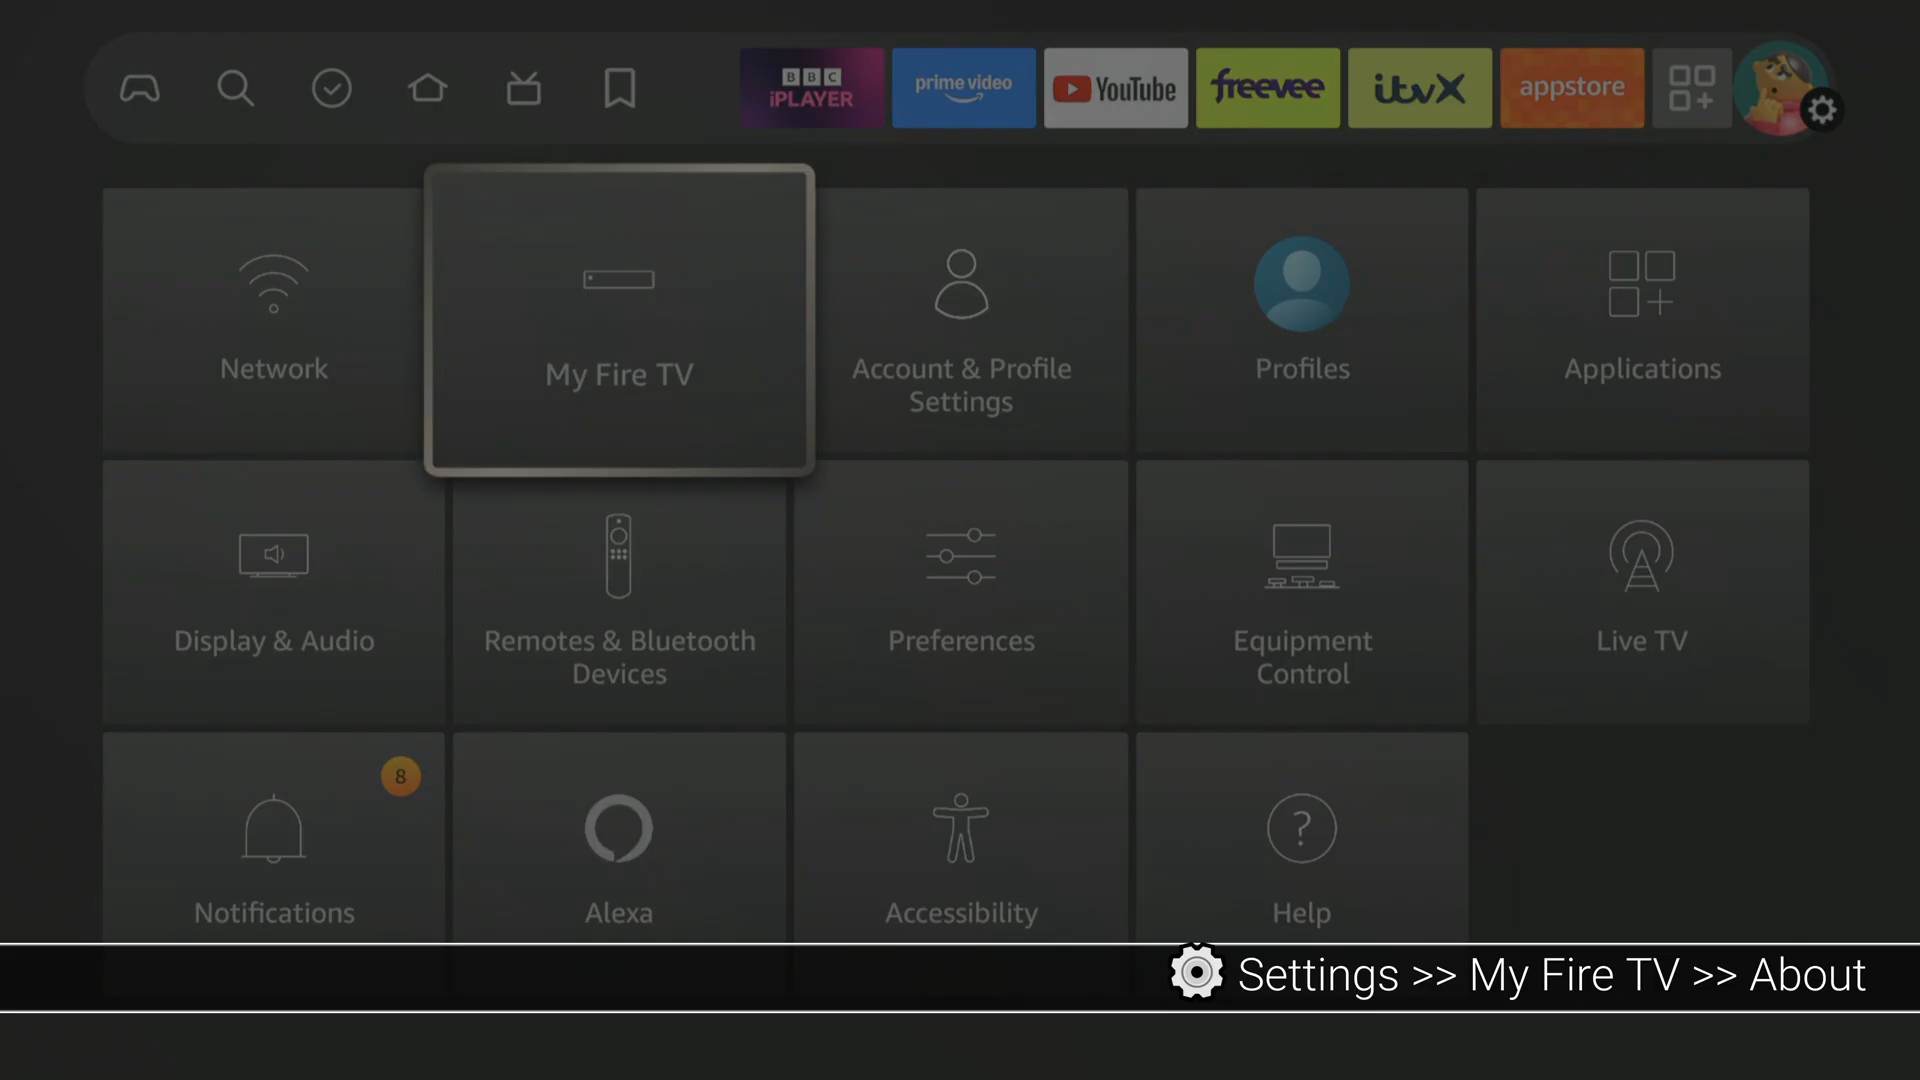 BBC
iPLAYER
prime video
YouTube
freevee
itvX
appstore
Network
My Fire TV
Account & Profile
Settings
Profiles
Applications
Display & Audio
Remotes & Bluetooth
Devices
Preferences
Equipment
Control
Live TV
8
Notifications
Alexa
Accessibility
?
Help
Settings >> My Fire TV >> About